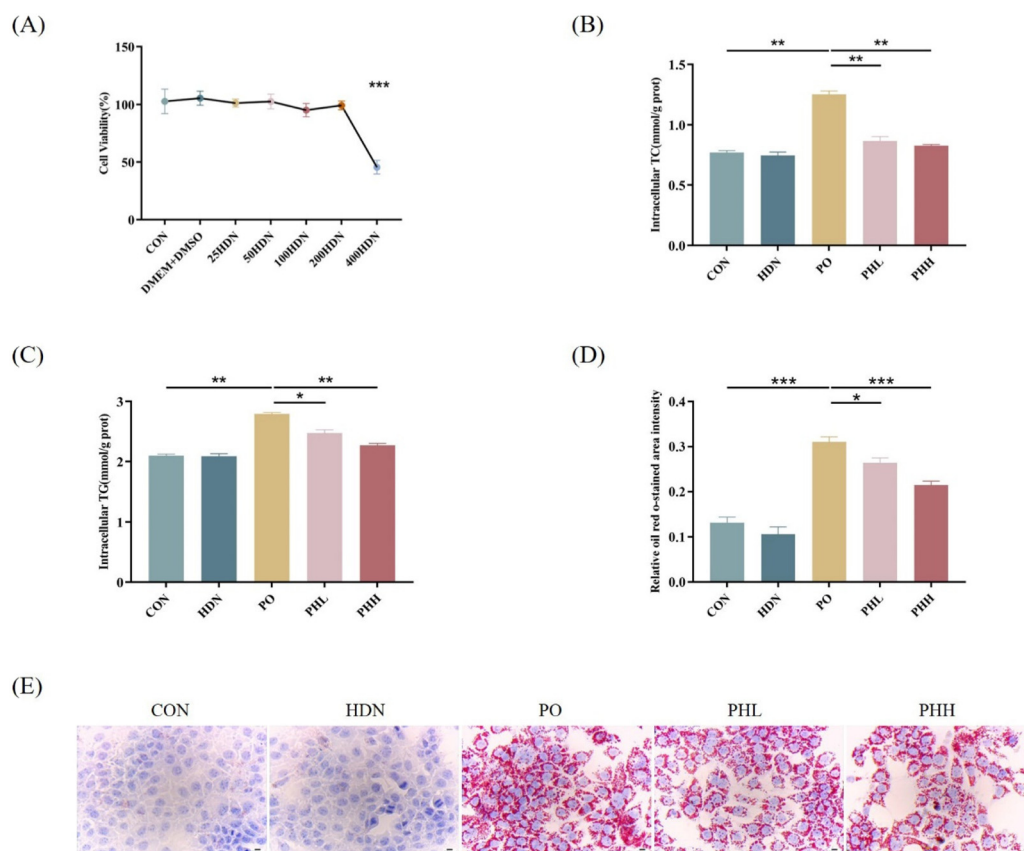 (A)
Cell Viability(%)
150
100
50
0
***
CON
DMEM+DMSO
25HDN
50HDN
100HDN
200HDN
400HDN
(B)
Intracellular TC(mmol/g prot)
1.5
1.0
0.5
0.0
** **
**
CON
HDN
PO
PHL
PHH
(C)
Intracellular TG(mmol/g prot)
3
2
1
0
** **
*
CON
HDN
PO
PHL
PHH
(D)
Relative oil red o-stained area intensity
0.4
0.3
0.2
0.1
0.0
*** ***
*
CON
HDN
PO
PHL
PHH
(E)
CON HDN PO PHL PHH